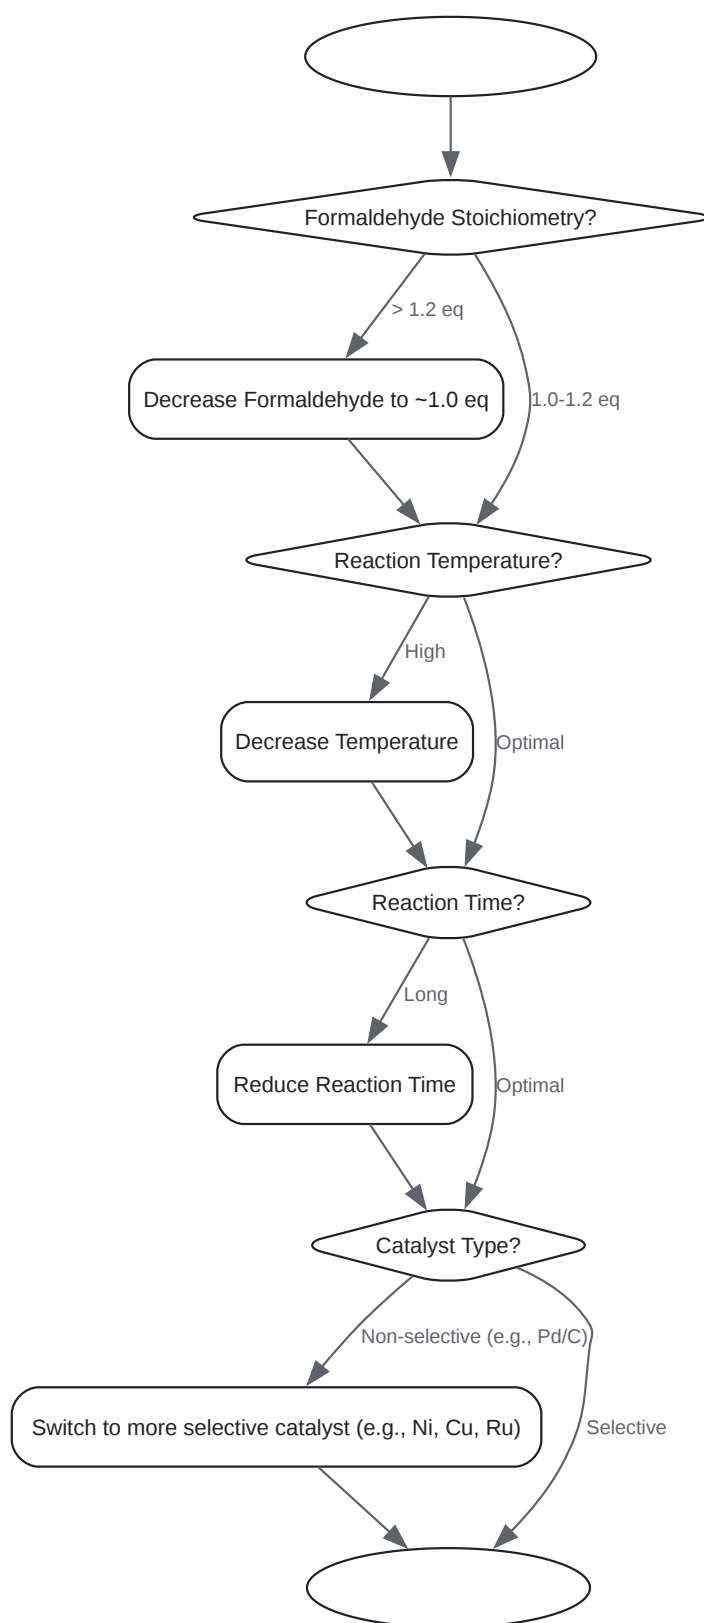 Formaldehyde Stoichiometry?
> 1.2 eq
Decrease Formaldehyde to ~1.0 eq
1.0-1.2 eq
Reaction Temperature?
High
Decrease Temperature
Optimal
Reaction Time?
Long
Reduce Reaction Time
Optimal
Catalyst Type?
Non-selective (e.g., Pd/C)
Switch to more selective catalyst (e.g., Ni, Cu, Ru)
Selective